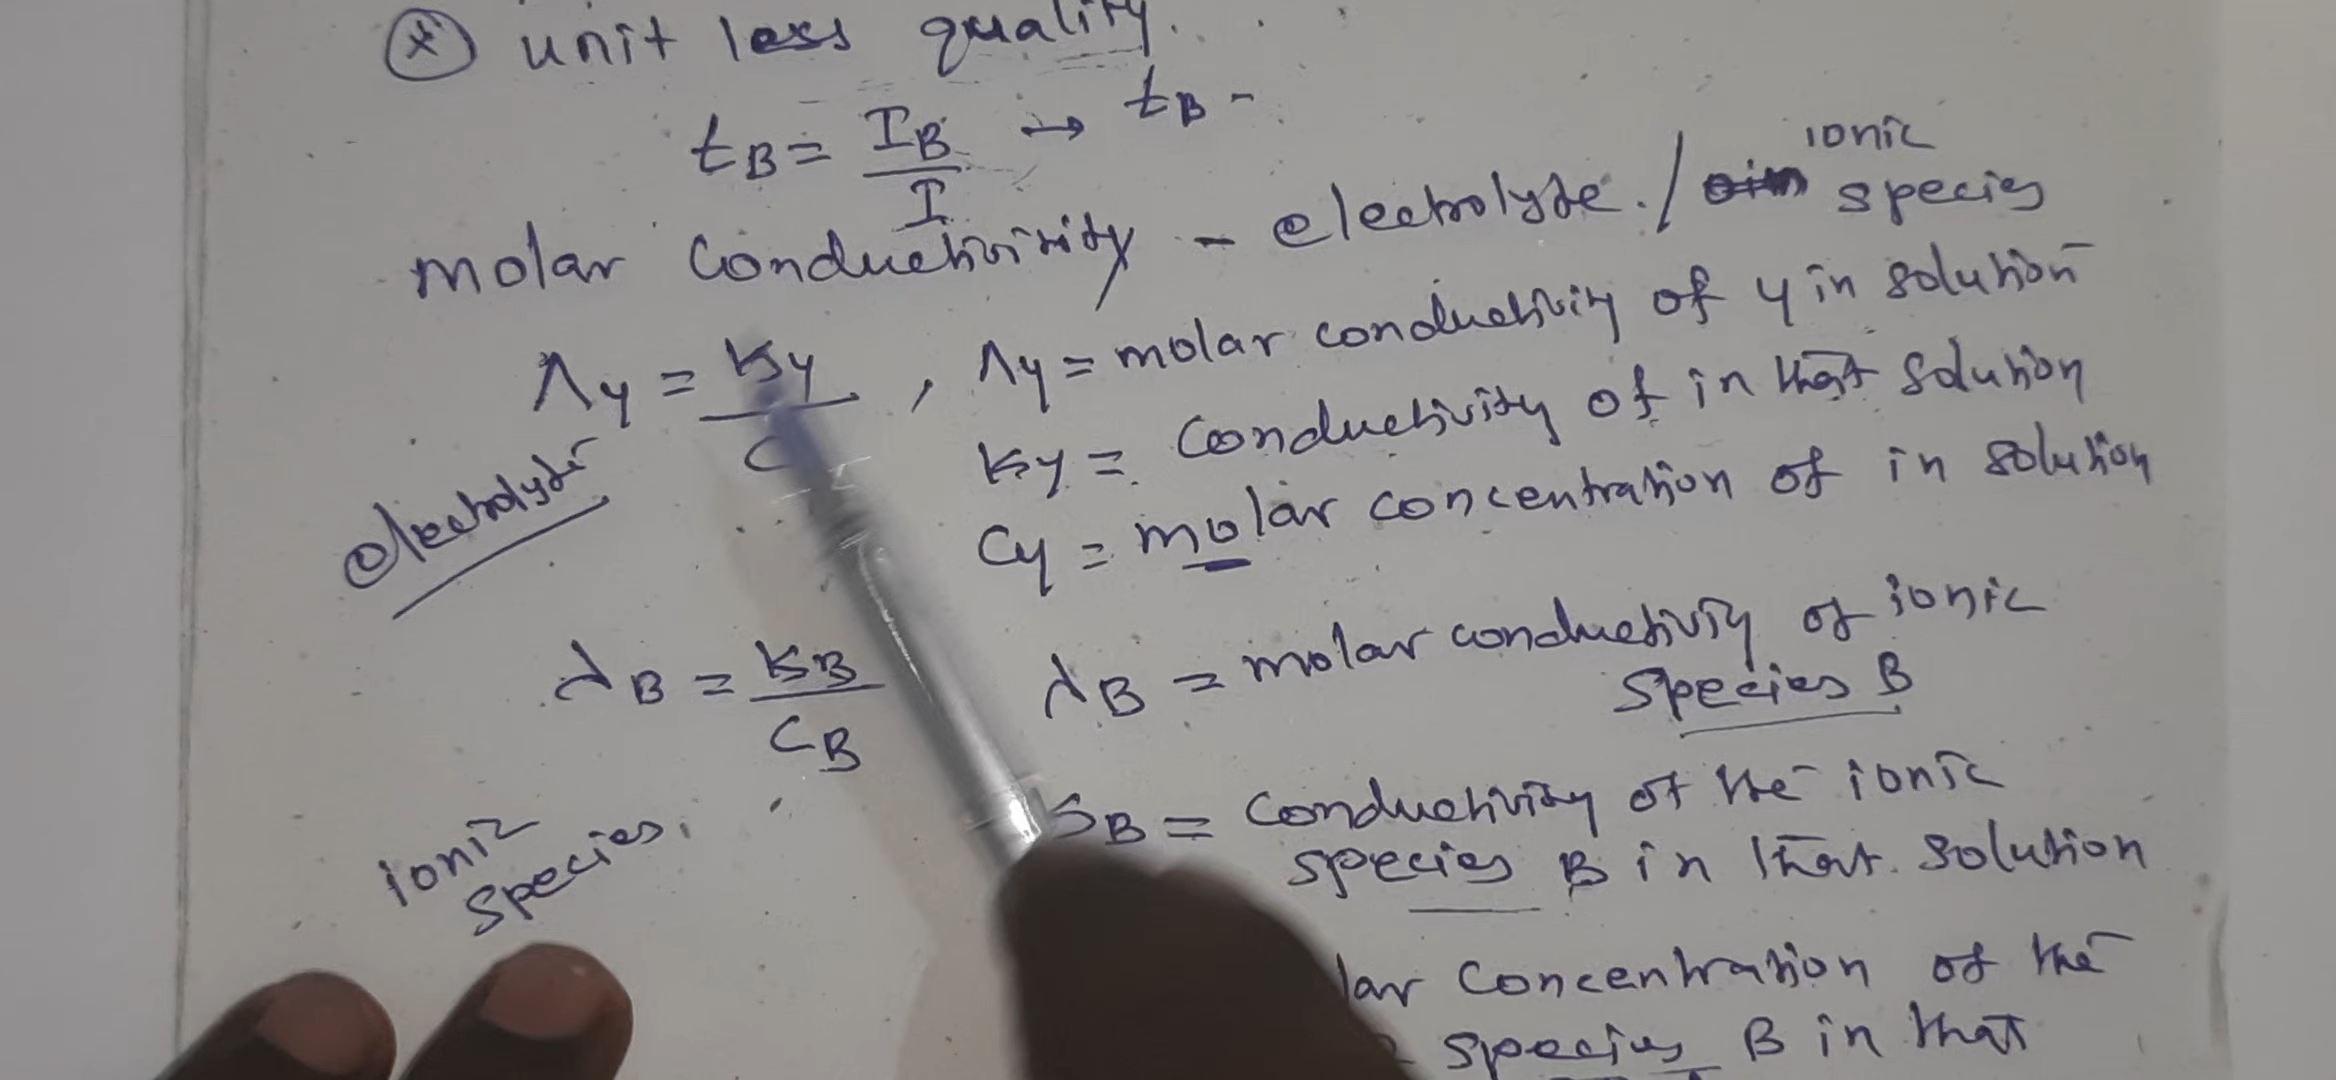 (*) unit less quality.
tB = IB/I → tB -
molar conductivity - electrolyte. / ionic species
Λy = κy/C , Λy = molar conductivity of y in solution
electrolyte
κy = conductivity of in that solution
Cy = molar concentration of in solution
λB = κB/CB λB = molar conductivity of ionic
species B
ionic
species.
B = conductivity of the ionic
species B in that solution
lar concentration of the
species B in that